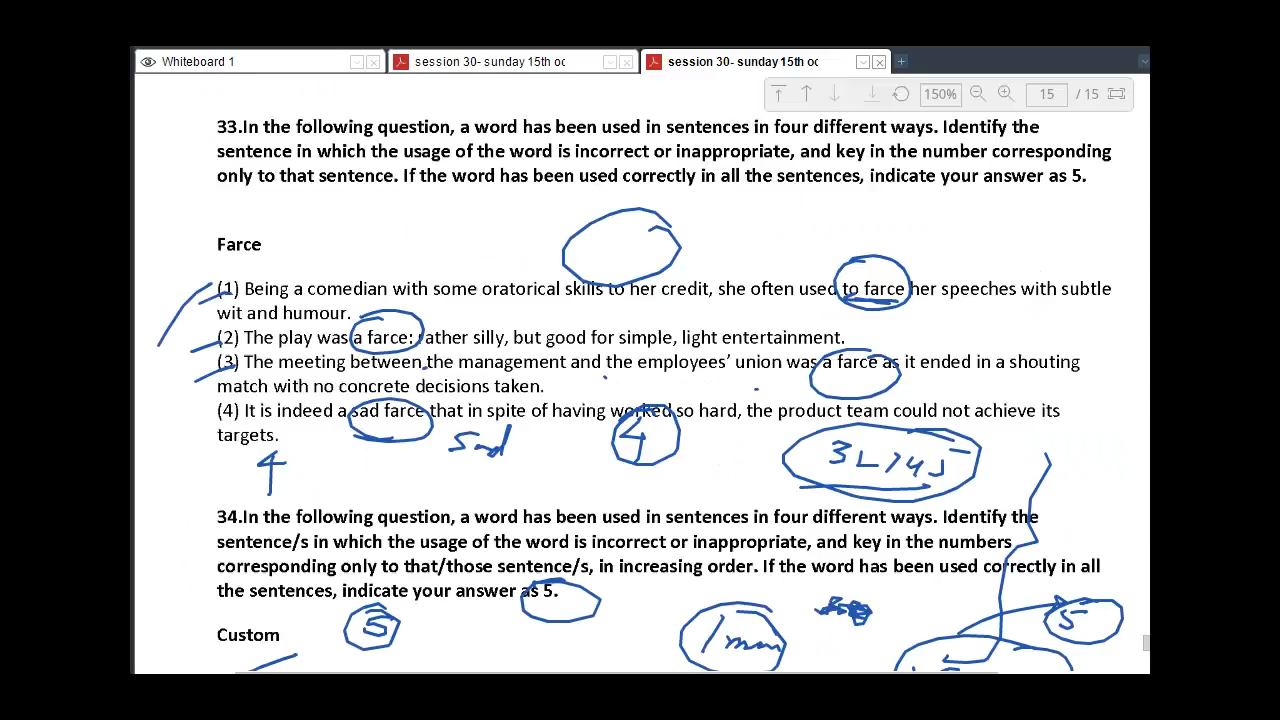 Whiteboard 1
session 30- sunday 15th oc
session 30- sunday 15th oc
150%
15 / 15
33.In the following question, a word has been used in sentences in four different ways. Identify the
sentence in which the usage of the word is incorrect or inappropriate, and key in the number corresponding
only to that sentence. If the word has been used correctly in all the sentences, indicate your answer as 5.
Farce
(1) Being a comedian with some oratorical skills to her credit, she often used to farce her speeches with subtle
wit and humour.
(2) The play was a farce: rather silly, but good for simple, light entertainment.
(3) The meeting between the management and the employees’ union was a farce as it ended in a shouting
match with no concrete decisions taken.
(4) It is indeed a sad farce that in spite of having worked so hard, the product team could not achieve its
targets.
4
sad
4
34.In the following question, a word has been used in sentences in four different ways. Identify the
sentence/s in which the usage of the word is incorrect or inappropriate, and key in the numbers
corresponding only to that/those sentence/s, in increasing order. If the word has been used correctly in all
the sentences, indicate your answer as 5.
Custom
5
5